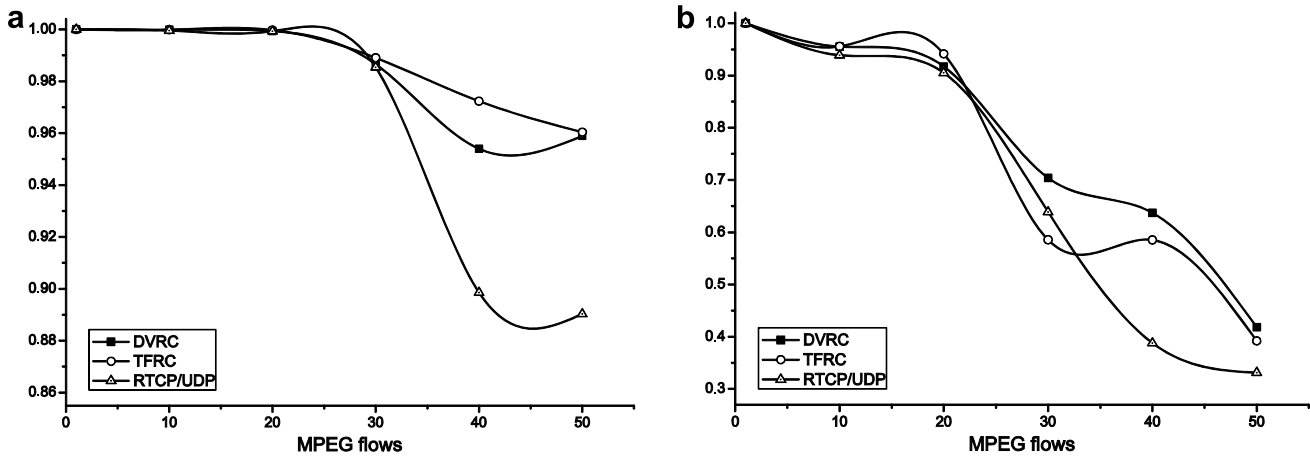 a
1.00
0.98
0.96
0.94
0.92
0.90
0.88
0.86
DVRC
TFRC
RTCP/UDP
0 10 20 30 40 50
MPEG flows
b
1.0
0.9
0.8
0.7
0.6
0.5
0.4
0.3
DVRC
TFRC
RTCP/UDP
0 10 20 30 40 50
MPEG flows